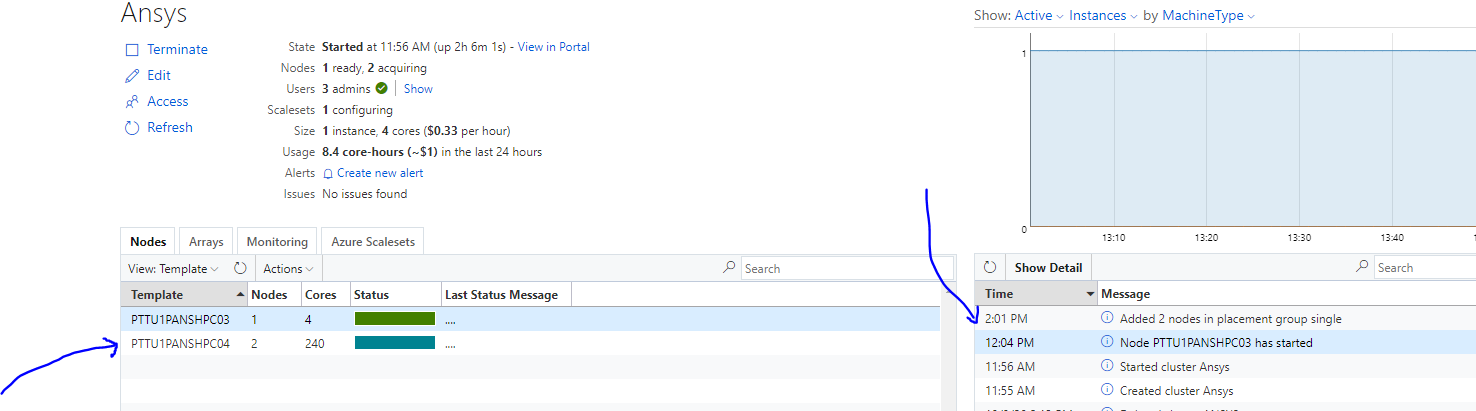 Ansys
Terminate
Edit
Access
Refresh
State Started at 11:56 AM (up 2h 6m 1s) - View in Portal
Nodes 1 ready, 2 acquiring
Users 3 admins Show
Scalesets 1 configuring
Size 1 instance, 4 cores ($0.33 per hour)
Usage 8.4 core-hours (~$1) in the last 24 hours
Alerts Create new alert
Issues No issues found
Show: Active Instances by MachineType
1
0
13:10 13:20 13:30 13:40
Nodes Arrays Monitoring Azure Scalesets
View: Template Actions Search
Template Nodes Cores Status Last Status Message
PTTU1PANSHPC03 1 4 ....
PTTU1PANSHPC04 2 240 ....
Show Detail Search
Time Message
2:01 PM Added 2 nodes in placement group single
12:04 PM Node PTTU1PANSHPC03 has started
11:56 AM Started cluster Ansys
11:55 AM Created cluster Ansys